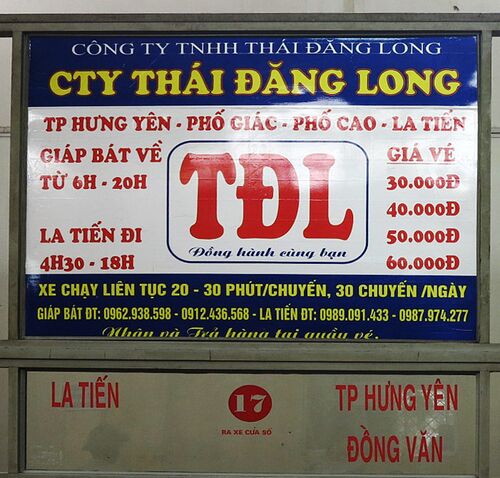 CÔNG TY TNHH THÁI ĐĂNG LONG
CTY THÁI ĐĂNG LONG
TP HƯNG YÊN - PHỐ GIÁC - PHỐ CAO - LA TIẾN
GIÁP BÁT VỀ
TỪ 6H - 20H
LA TIẾN ĐI
4H30 - 18H
TĐL
Đồng hành cùng bạn
GIÁ VÉ
30.000Đ
40.000Đ
50.000Đ
60.000Đ
XE CHẠY LIÊN TỤC 20 - 30 PHÚT/CHUYẾN, 30 CHUYẾN /NGÀY
GIÁP BÁT ĐT: 0962.938.598 - 0912.436.568 - LA TIẾN ĐT: 0989.091.433 - 0987.974.277
Nhận và Trả hàng tại quầy vé.
LA TIẾN
17
RA XE CỬA SỐ
TP HƯNG YÊN
ĐỒNG VĂN